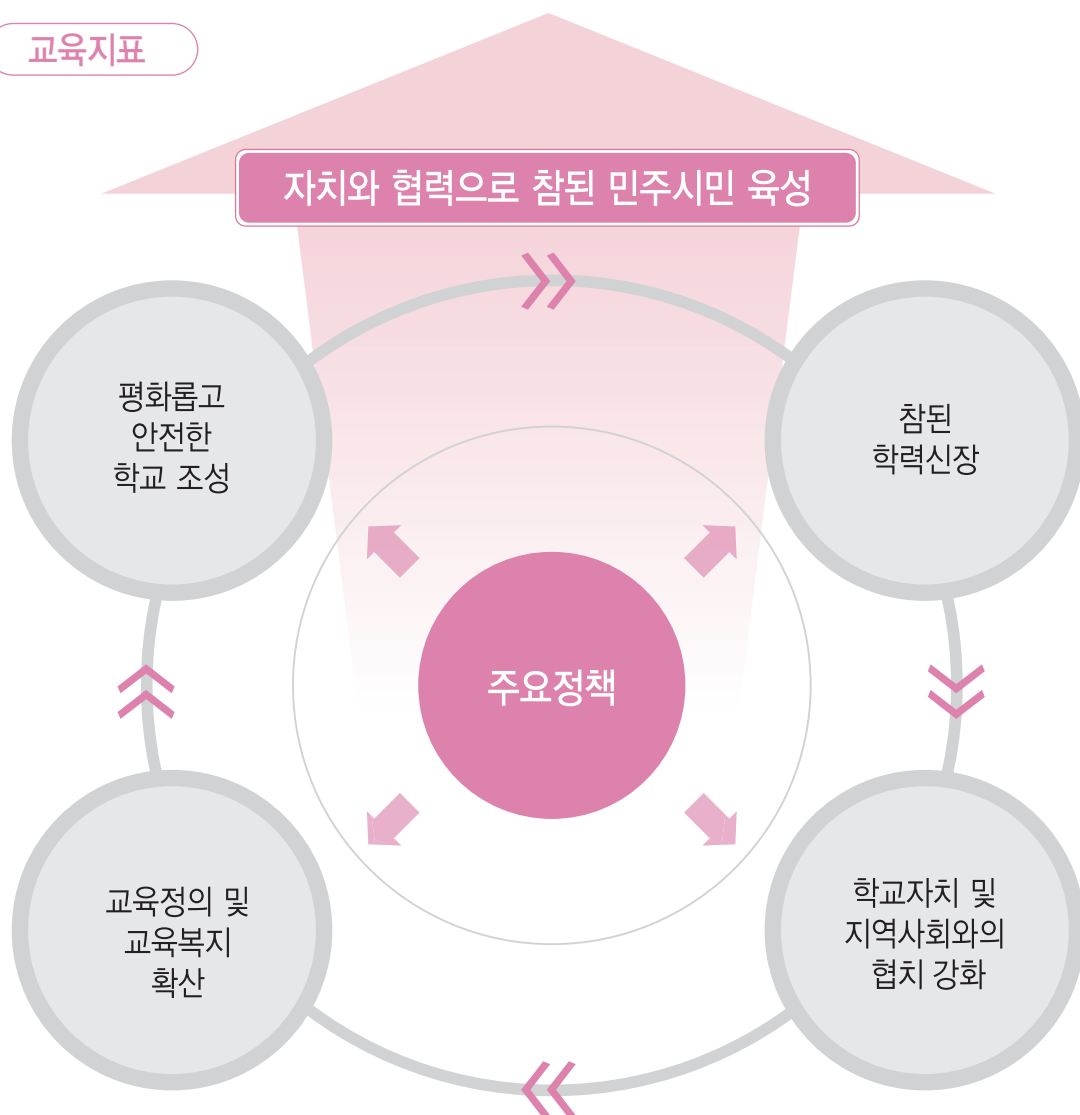 교육지표
자치와 협력으로 참된 민주시민 육성
평화롭고
안전한
학교 조성
참된
학력신장
주요정책
교육정의 및
교육복지
확산
학교자치 및
지역사회와의
협치 강화